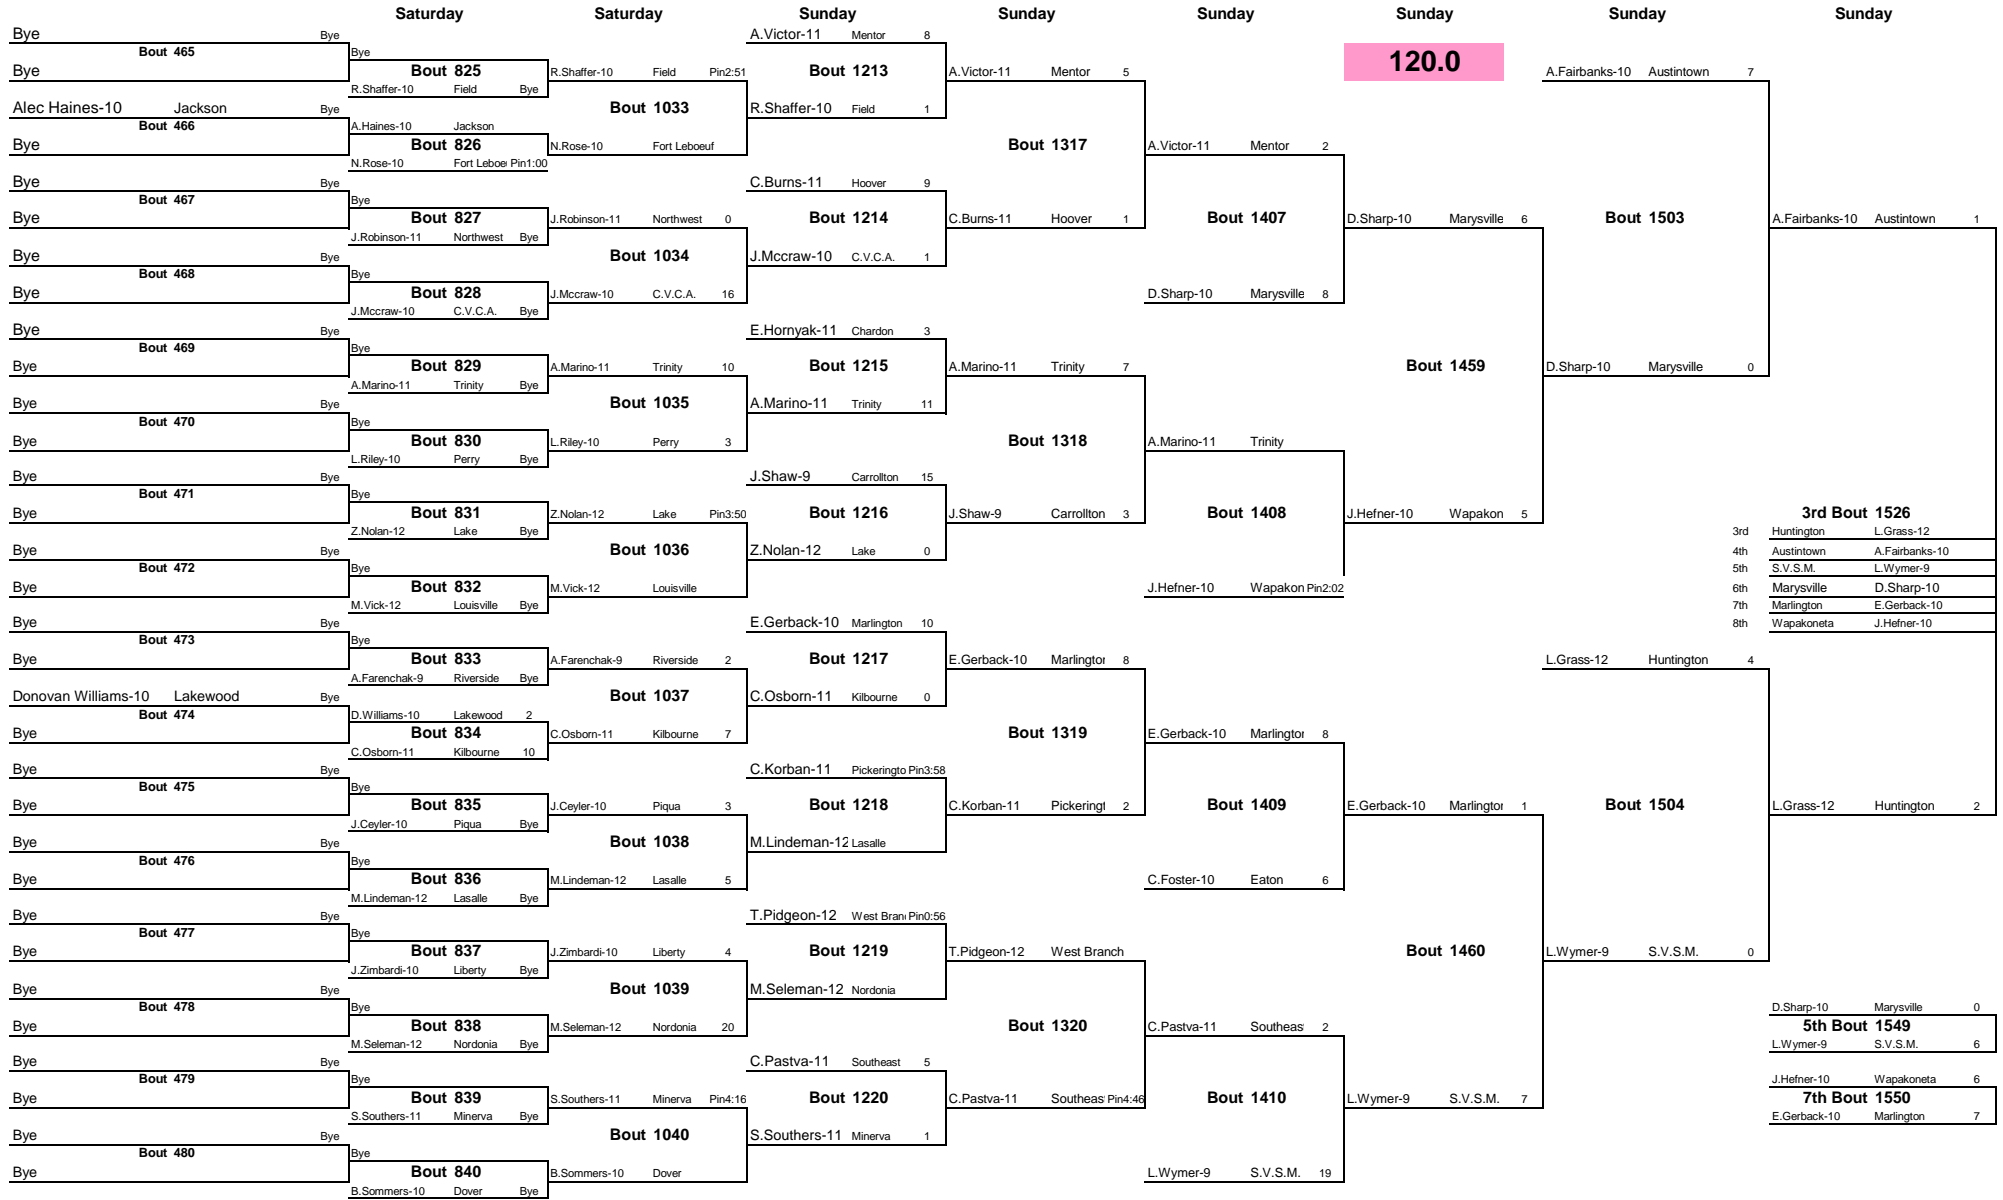 Saturday Saturday Sunday Sunday Sunday Sunday Sunday Sunday
120.0
Bye Bye
Bout 465
Bye
Alec Haines-10 Jackson Bye
Bout 466
Bye
Bye Bye
Bout 467
Bye
Bye Bye
Bout 468
Bye
Bye Bye
Bout 469
Bye
Bye Bye
Bout 470
Bye
Bye Bye
Bout 471
Bye
Bye Bye
Bout 472
Bye
Bye Bye
Bout 473
Bye
Donovan Williams-10 Lakewood Bye
Bout 474
Bye
Bye Bye
Bout 475
Bye
Bye Bye
Bout 476
Bye
Bye Bye
Bout 477
Bye
Bye Bye
Bout 478
Bye
Bye Bye
Bout 479
Bye
Bye Bye
Bout 480
Bye
Bye
Bout 825
R.Shaffer-10 Field Bye
A.Haines-10 Jackson
Bout 826
N.Rose-10 Fort Leboe Pin1:00
Bye
Bout 827
J.Robinson-11 Northwest Bye
Bye
Bout 828
J.Mccraw-10 C.V.C.A. Bye
Bye
Bout 829
A.Marino-11 Trinity Bye
Bye
Bout 830
L.Riley-10 Perry Bye
Bye
Bout 831
Z.Nolan-12 Lake Bye
Bye
Bout 832
M.Vick-12 Louisville Bye
Bye
Bout 833
A.Farenchak-9 Riverside Bye
D.Williams-10 Lakewood 2
Bout 834
C.Osborn-11 Kilbourne 10
Bye
Bout 835
J.Ceyler-10 Piqua Bye
Bye
Bout 836
M.Lindeman-12 Lasalle Bye
Bye
Bout 837
J.Zimbardi-10 Liberty Bye
Bye
Bout 838
M.Seleman-12 Nordonia Bye
Bye
Bout 839
S.Southers-11 Minerva Bye
Bye
Bout 840
B.Sommers-10 Dover Bye
R.Shaffer-10 Field Pin2:51
Bout 1033
N.Rose-10 Fort Leboeuf
J.Robinson-11 Northwest 0
Bout 1034
J.Mccraw-10 C.V.C.A. 16
A.Marino-11 Trinity 10
Bout 1035
L.Riley-10 Perry 3
Z.Nolan-12 Lake Pin3:50
Bout 1036
M.Vick-12 Louisville
A.Farenchak-9 Riverside 2
Bout 1037
C.Osborn-11 Kilbourne 7
J.Ceyler-10 Piqua 3
Bout 1038
M.Lindeman-12 Lasalle 5
J.Zimbardi-10 Liberty 4
Bout 1039
M.Seleman-12 Nordonia 20
S.Southers-11 Minerva Pin4:16
Bout 1040
B.Sommers-10 Dover
A.Victor-11 Mentor 8
Bout 1213
R.Shaffer-10 Field 1
C.Burns-11 Hoover 9
Bout 1214
J.Mccraw-10 C.V.C.A. 1
E.Hornyak-11 Chardon 3
Bout 1215
A.Marino-11 Trinity 11
J.Shaw-9 Carrollton 15
Bout 1216
Z.Nolan-12 Lake 0
E.Gerback-10 Marlington 10
Bout 1217
C.Osborn-11 Kilbourne 0
C.Korban-11 Pickeringto Pin3:58
Bout 1218
M.Lindeman-12 Lasalle
T.Pidgeon-12 West Bran Pin0:56
Bout 1219
M.Seleman-12 Nordonia
C.Pastva-11 Southeast 5
Bout 1220
S.Southers-11 Minerva 1
A.Victor-11 Mentor 5
Bout 1317
C.Burns-11 Hoover 1
A.Marino-11 Trinity 7
Bout 1318
J.Shaw-9 Carrollton 3
E.Gerback-10 Marlingtor 8
Bout 1319
C.Korban-11 Pickeringt 2
T.Pidgeon-12 West Branch
Bout 1320
C.Pastva-11 Southeas Pin4:46
A.Victor-11 Mentor 2
Bout 1407
D.Sharp-10 Marysville 8
A.Marino-11 Trinity
Bout 1408
J.Hefner-10 Wapakon Pin2:02
E.Gerback-10 Marlingtor 8
Bout 1409
C.Foster-10 Eaton 6
C.Pastva-11 Southeas 2
Bout 1410
L.Wymer-9 S.V.S.M. 19
D.Sharp-10 Marysville 6
Bout 1459
J.Hefner-10 Wapakon 5
E.Gerback-10 Marlingtor 1
Bout 1460
L.Wymer-9 S.V.S.M. 7
A.Fairbanks-10 Austintown 7
Bout 1503
D.Sharp-10 Marysville 0
L.Grass-12 Huntington 4
Bout 1504
L.Wymer-9 S.V.S.M. 0
A.Fairbanks-10 Austintown 1
3rd Bout 1526
3rd Huntington L.Grass-12
4th Austintown A.Fairbanks-10
5th S.V.S.M. L.Wymer-9
6th Marysville D.Sharp-10
7th Marlington E.Gerback-10
8th Wapakoneta J.Hefner-10
L.Grass-12 Huntington 2
D.Sharp-10 Marysville 0
5th Bout 1549
L.Wymer-9 S.V.S.M. 6
J.Hefner-10 Wapakoneta 6
7th Bout 1550
E.Gerback-10 Marlington 7